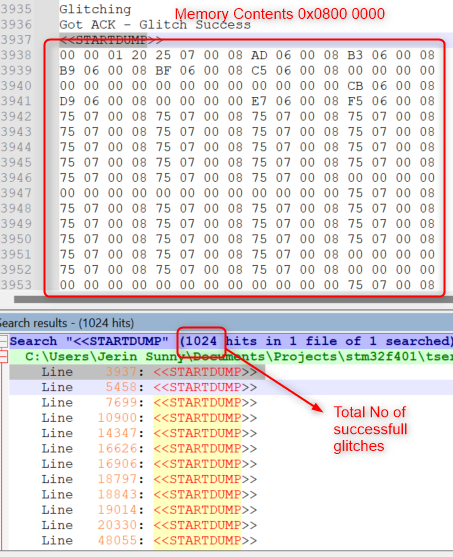 3935 Glitching
Memory Contents 0x0800 0000
3936 Got ACK - Glitch Success
3937 <<STARTDUMP>>
3938 00 00 01 20 25 07 00 08 AD 06 00 08 B3 06 00 08
3939 B9 06 00 08 BF 06 00 08 C5 06 00 08 00 00 00 00
3940 00 00 00 00 00 00 00 00 00 00 00 00 CB 06 00 08
3941 D9 06 00 08 00 00 00 00 E7 06 00 08 F5 06 00 08
3942 75 07 00 08 75 07 00 08 75 07 00 08 75 07 00 08
3943 75 07 00 08 75 07 00 08 75 07 00 08 75 07 00 08
3944 75 07 00 08 75 07 00 08 75 07 00 08 75 07 00 08
3945 75 07 00 08 75 07 00 08 75 07 00 08 75 07 00 08
3946 75 07 00 08 00 00 00 00 00 00 00 00 00 00 00 00
3947 00 00 00 00 00 00 00 00 00 00 00 00 75 07 00 08
3948 75 07 00 08 75 07 00 08 75 07 00 08 75 07 00 08
3949 75 07 00 08 75 07 00 08 75 07 00 08 75 07 00 08
3950 75 07 00 08 75 07 00 08 75 07 00 08 75 07 00 08
3951 75 07 00 08 75 07 00 08 75 07 00 08 00 00 00 00
3952 75 07 00 08 75 07 00 08 00 00 00 00 00 00 00 00
3953 00 00 00 00 00 00 00 00 00 00 00 00 75 07 00 08
Search results - (1024 hits)
Search "<<STARTDUMP" (1024 hits in 1 file of 1 searched)
C:\Users\Jerin Sunny\Documents\Projects\stm32f401\tser
Line 3937: <<STARTDUMP>>
Line 5458: <<STARTDUMP>>
Line 7699: <<STARTDUMP>>
Line 10900: <<STARTDUMP>>
Line 14347: <<STARTDUMP>>
Line 16626: <<STARTDUMP>>
Line 16906: <<STARTDUMP>>
Line 18797: <<STARTDUMP>>
Line 18843: <<STARTDUMP>>
Line 19014: <<STARTDUMP>>
Line 20330: <<STARTDUMP>>
Line 48055: <<STARTDUMP>>
Total No of
successfull
glitches